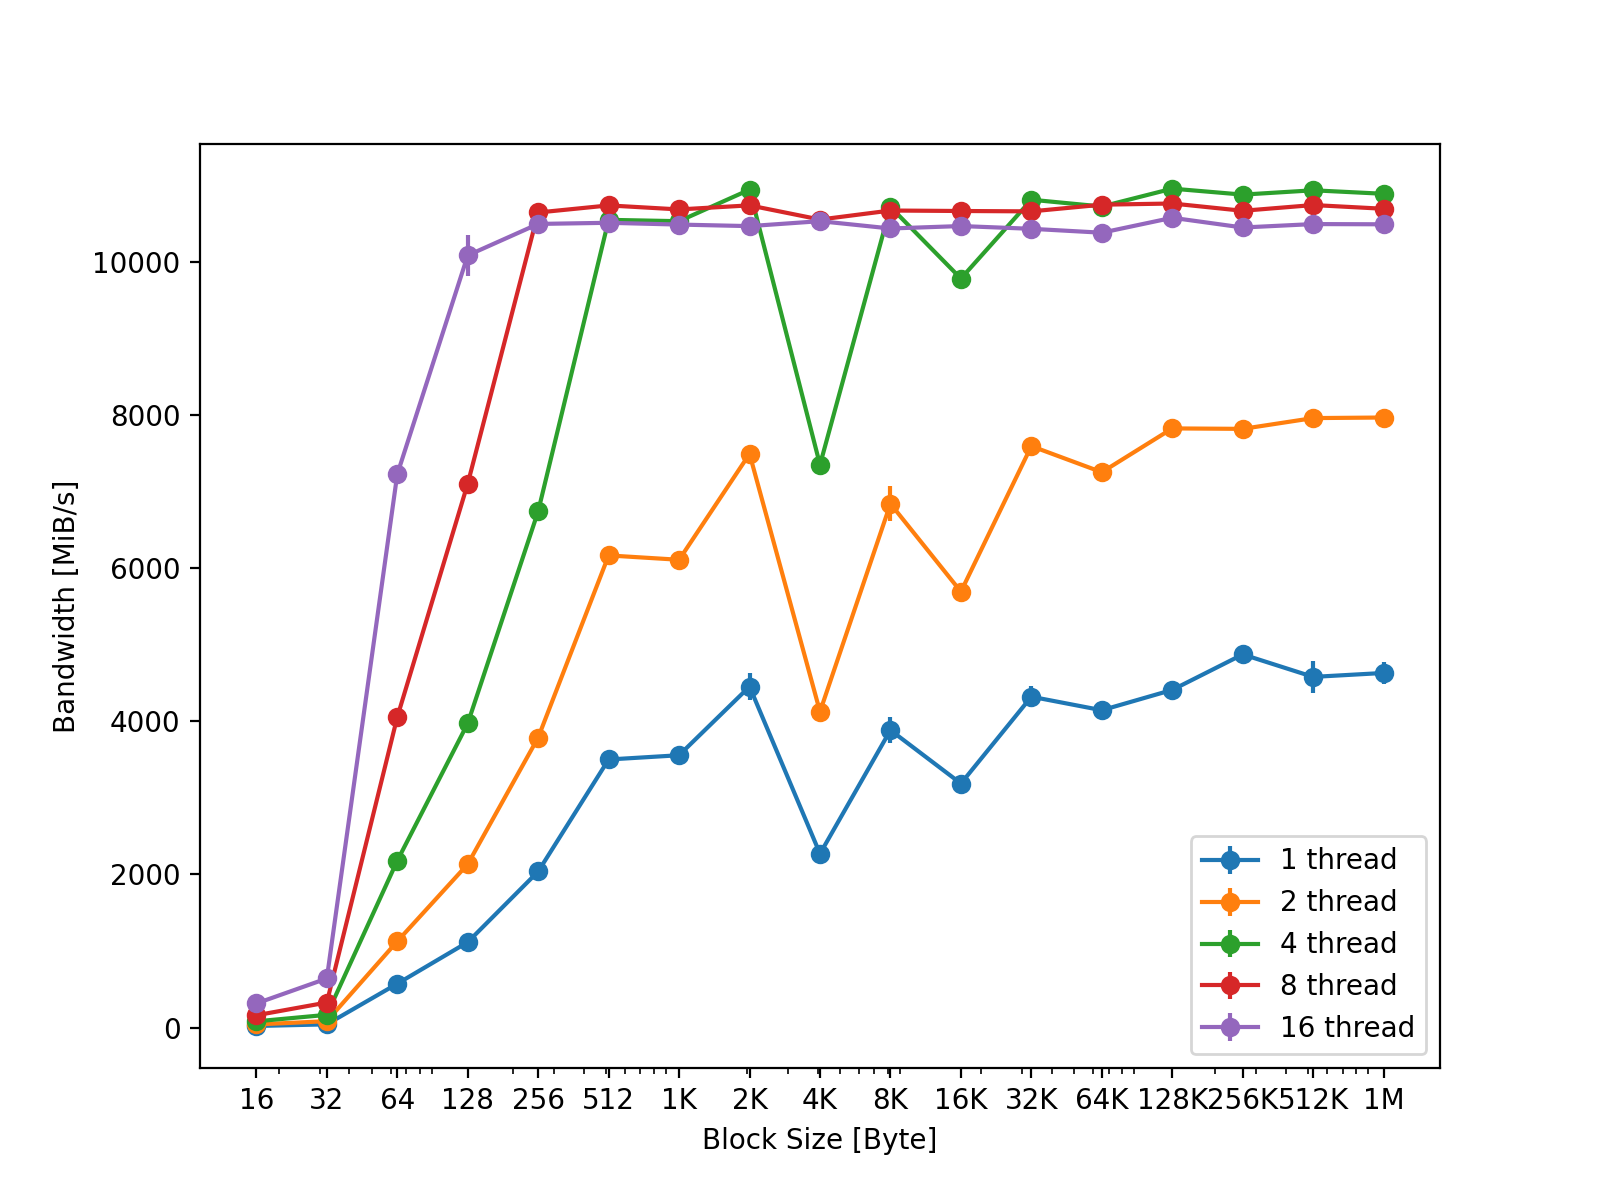 10000
8000
6000
4000
2000
0
Bandwidth [MiB/s]
1 thread
2 thread
4 thread
8 thread
16 thread
16 32 64 128 256 512 1K 2K 4K 8K 16K 32K 64K 128K 256K 512K 1M
Block Size [Byte]